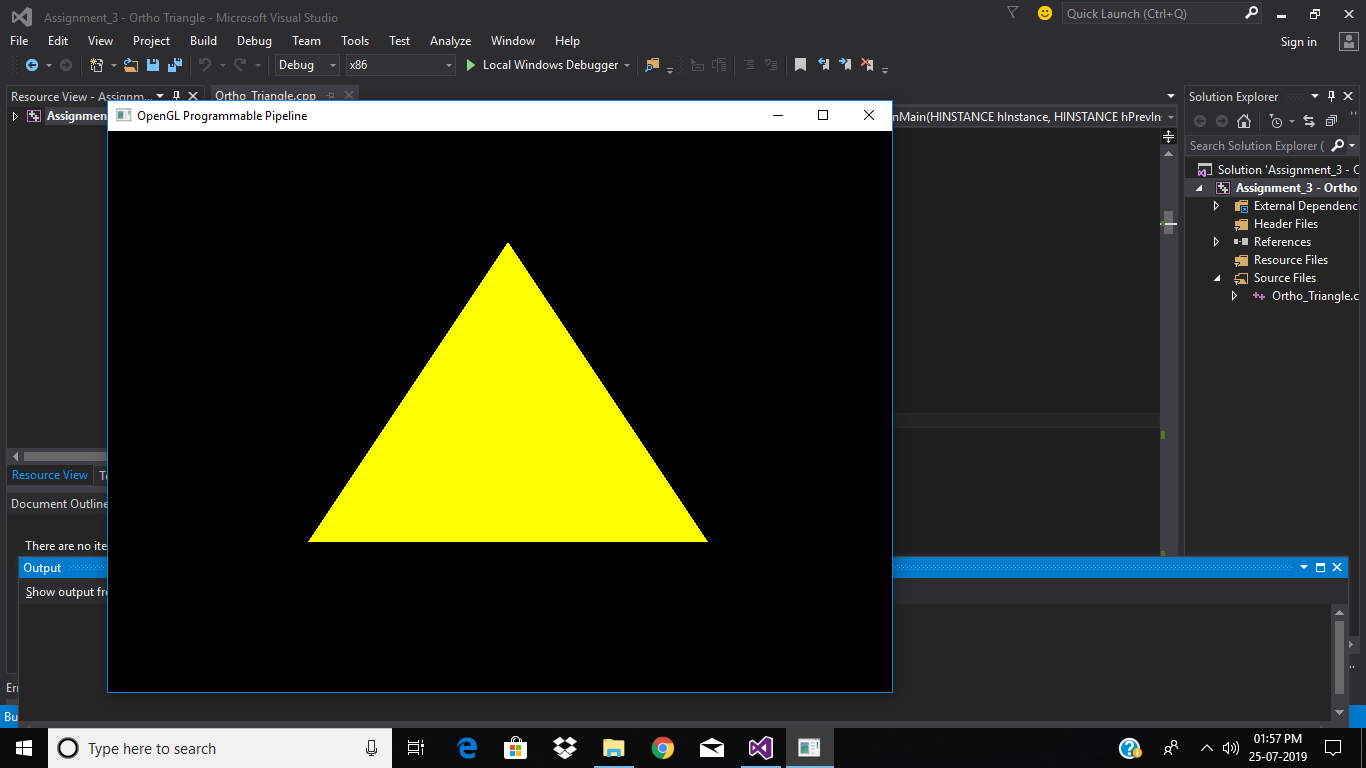 Assignment_3 - Ortho Triangle - Microsoft Visual Studio
Quick Launch (Ctrl+Q)
File Edit View Project Build Debug Team Tools Test Analyze Window Help
Sign in
Debug x86 Local Windows Debugger
Resource View - Assignm...
Ortho_Triangle.cpp
Solution Explorer
Assignment
OpenGL Programmable Pipeline
nMain(HINSTANCE hInstance, HINSTANCE hPrevIn
Search Solution Explorer (
Solution 'Assignment_3 - O
Assignment_3 - Ortho
External Dependenc
Header Files
References
Resource Files
Source Files
Ortho_Triangle.c
Resource View
To
Document Outline
There are no ite
Output
Show output fr
Err
Bu
Type here to search
01:57 PM
25-07-2019